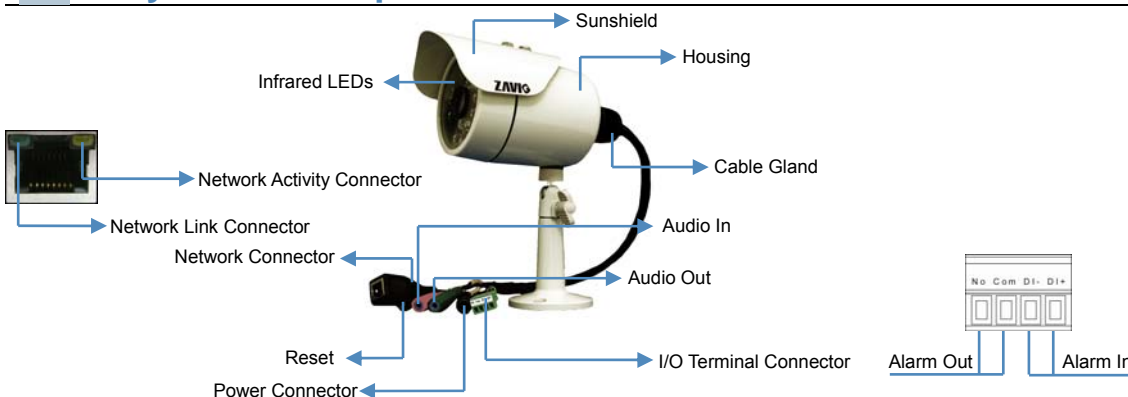 Sunshield
Housing
Infrared LEDs
ZAVIO
Cable Gland
Network Activity Connector
Network Link Connector
Audio In
Network Connector
Audio Out
No Com DI- DI+
Reset
I/O Terminal Connector
Alarm Out
Alarm In
Power Connector